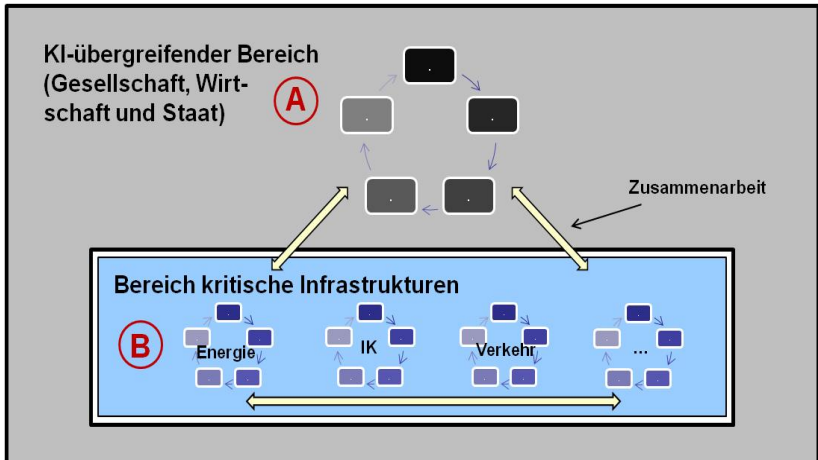 KI-übergreifender Bereich
(Gesellschaft, Wirt-
schaft und Staat)
A
Zusammenarbeit
Bereich kritische Infrastrukturen
B
Energie
IK
Verkehr
...